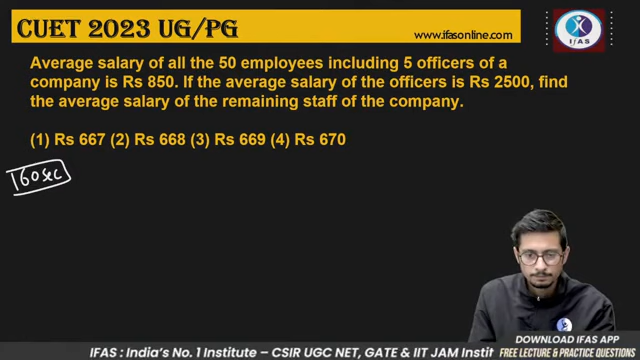 CUET 2023 UG/PG
www.ifasonline.com
IFAS
Average salary of all the 50 employees including 5 officers of a
company is Rs 850. If the average salary of the officers is Rs 2500, find
the average salary of the remaining staff of the company.
(1) Rs 667 (2) Rs 668 (3) Rs 669 (4) Rs 670
60 sec
DOWNLOAD IFAS APP
IFAS : India's No. 1 Institute – CSIR UGC NET, GATE & IIT JAM Instit
FREE LECTURE & PRACTICE QUESTIONS